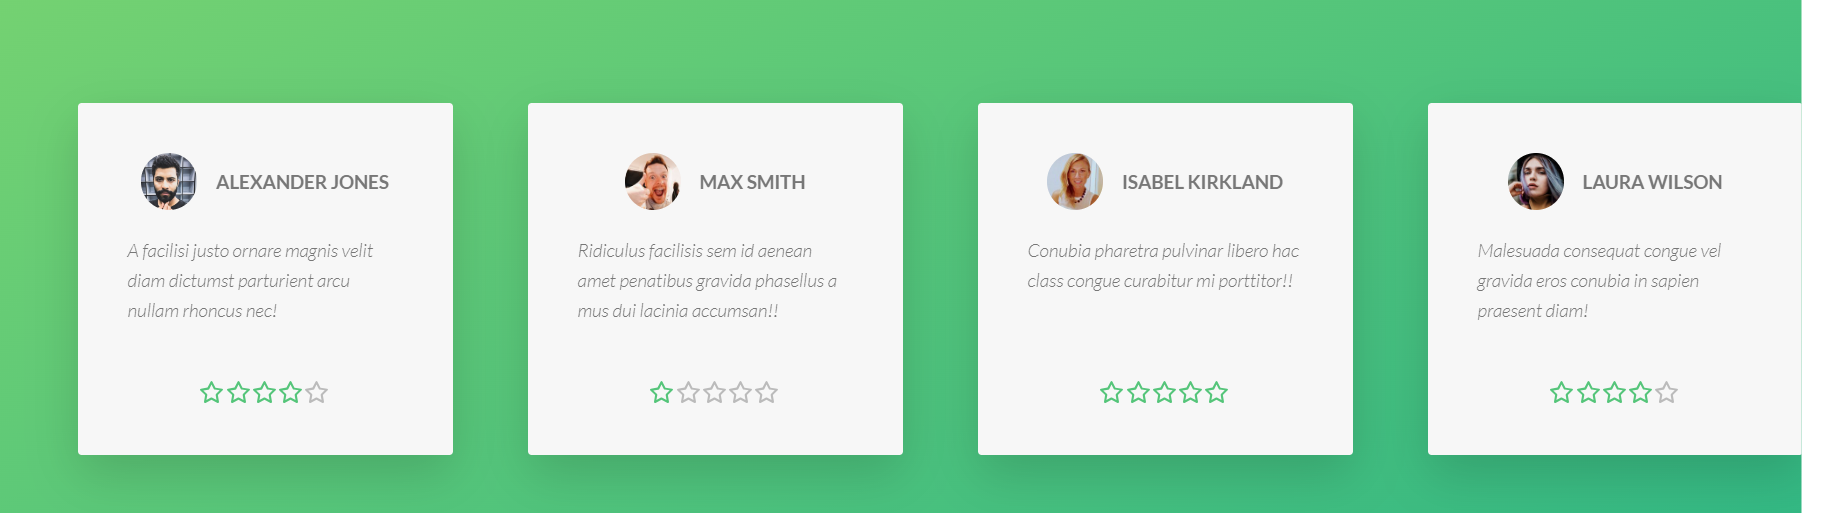 ALEXANDER JONES
A facilisi justo ornare magnis velit
diam dictumst parturient arcu
nullam rhoncus nec!
MAX SMITH
Ridiculus facilisis sem id aenean
amet penatibus gravida phasellus a
mus dui lacinia accumsan!!
ISABEL KIRKLAND
Conubia pharetra pulvinar libero hac
class congue curabitur mi porttitor!!
LAURA WILSON
Malesuada consequat congue vel
gravida eros conubia in sapien
praesent diam!